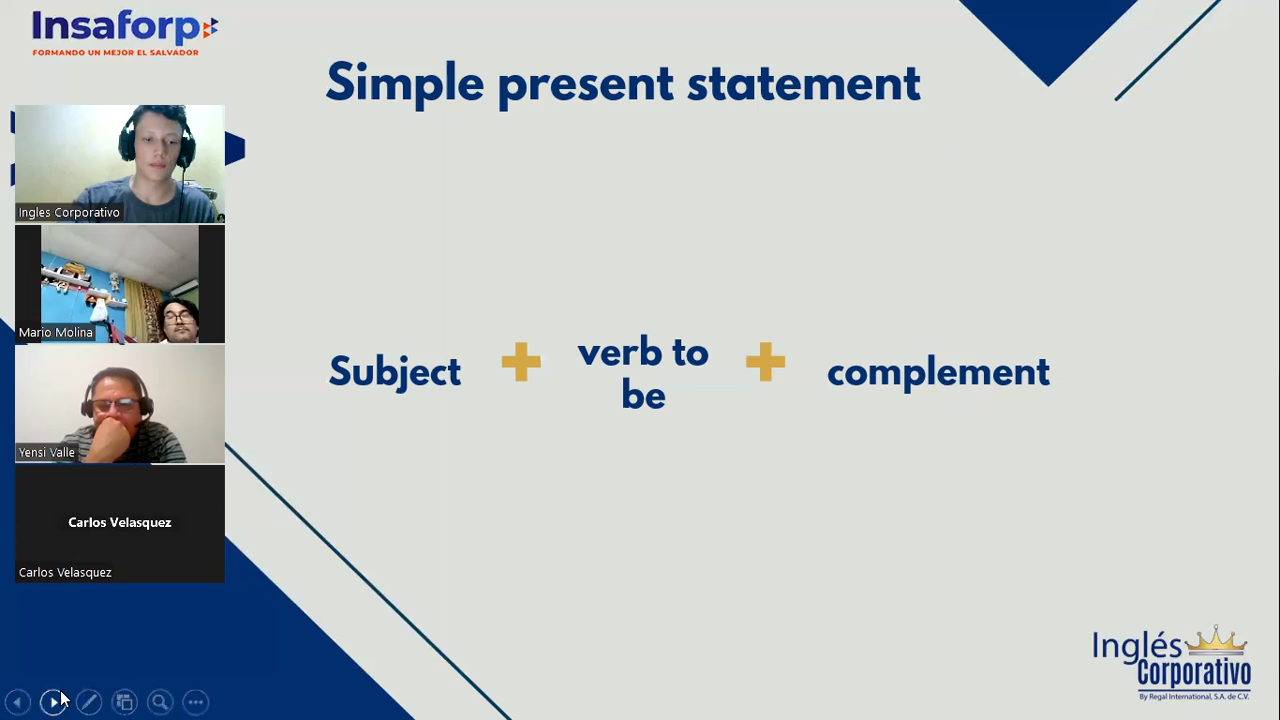 Insaforp
FORMANDO UN MEJOR EL SALVADOR
Simple present statement
Ingles Corporativo
Mario Molina
Yensi Valle
Carlos Velasquez
Carlos Velasquez
Subject + verb to be + complement
Inglés
Corporativo
By Regal International, S.A. de C.V.